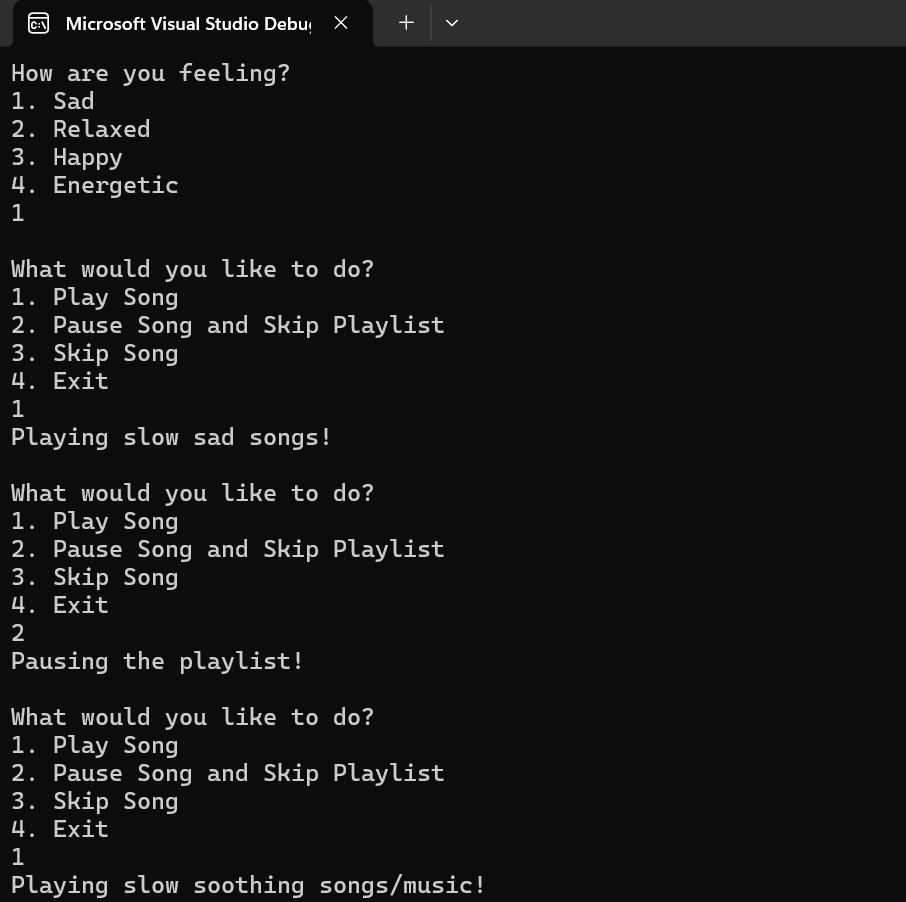 Microsoft Visual Studio Debu
How are you feeling?
1. Sad
2. Relaxed
3. Happy
4. Energetic
1
What would you like to do?
1. Play Song
2. Pause Song and Skip Playlist
3. Skip Song
4. Exit
1
Playing slow sad songs!
What would you like to do?
1. Play Song
2. Pause Song and Skip Playlist
3. Skip Song
4. Exit
2
Pausing the playlist!
What would you like to do?
1. Play Song
2. Pause Song and Skip Playlist
3. Skip Song
4. Exit
1
Playing slow soothing songs/music!